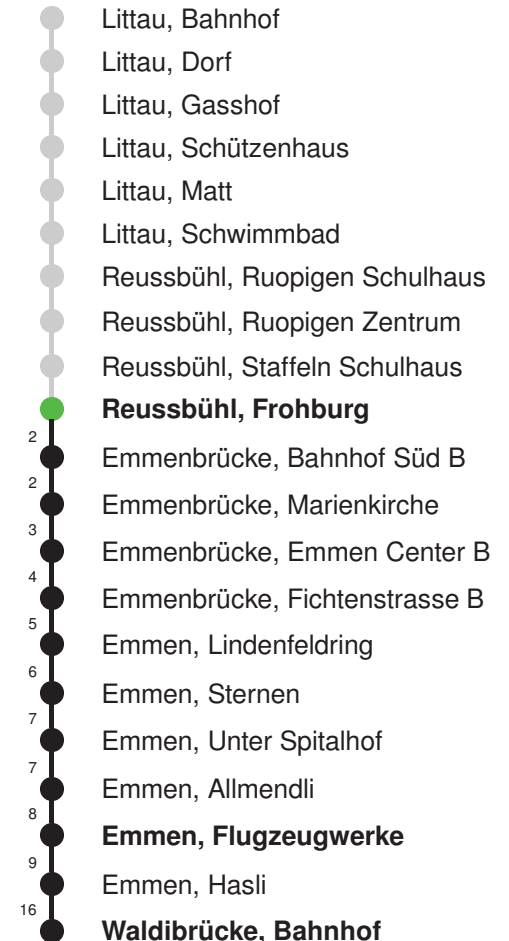 Littau, Bahnhof
Littau, Dorf
Littau, Gasshof
Littau, Schützenhaus
Littau, Matt
Littau, Schwimmbad
Reussbühl, Ruopigen Schulhaus
Reussbühl, Ruopigen Zentrum
Reussbühl, Staffeln Schulhaus
Reussbühl, Frohburg
2 Emmenbrücke, Bahnhof Süd B
2 Emmenbrücke, Marienkirche
3 Emmenbrücke, Emmen Center B
4 Emmenbrücke, Fichtenstrasse B
5 Emmen, Lindenfeldring
6 Emmen, Sternen
7 Emmen, Unter Spitalhof
7 Emmen, Allmendli
8 Emmen, Flugzeugwerke
9 Emmen, Hasli
16 Waldibrücke, Bahnhof